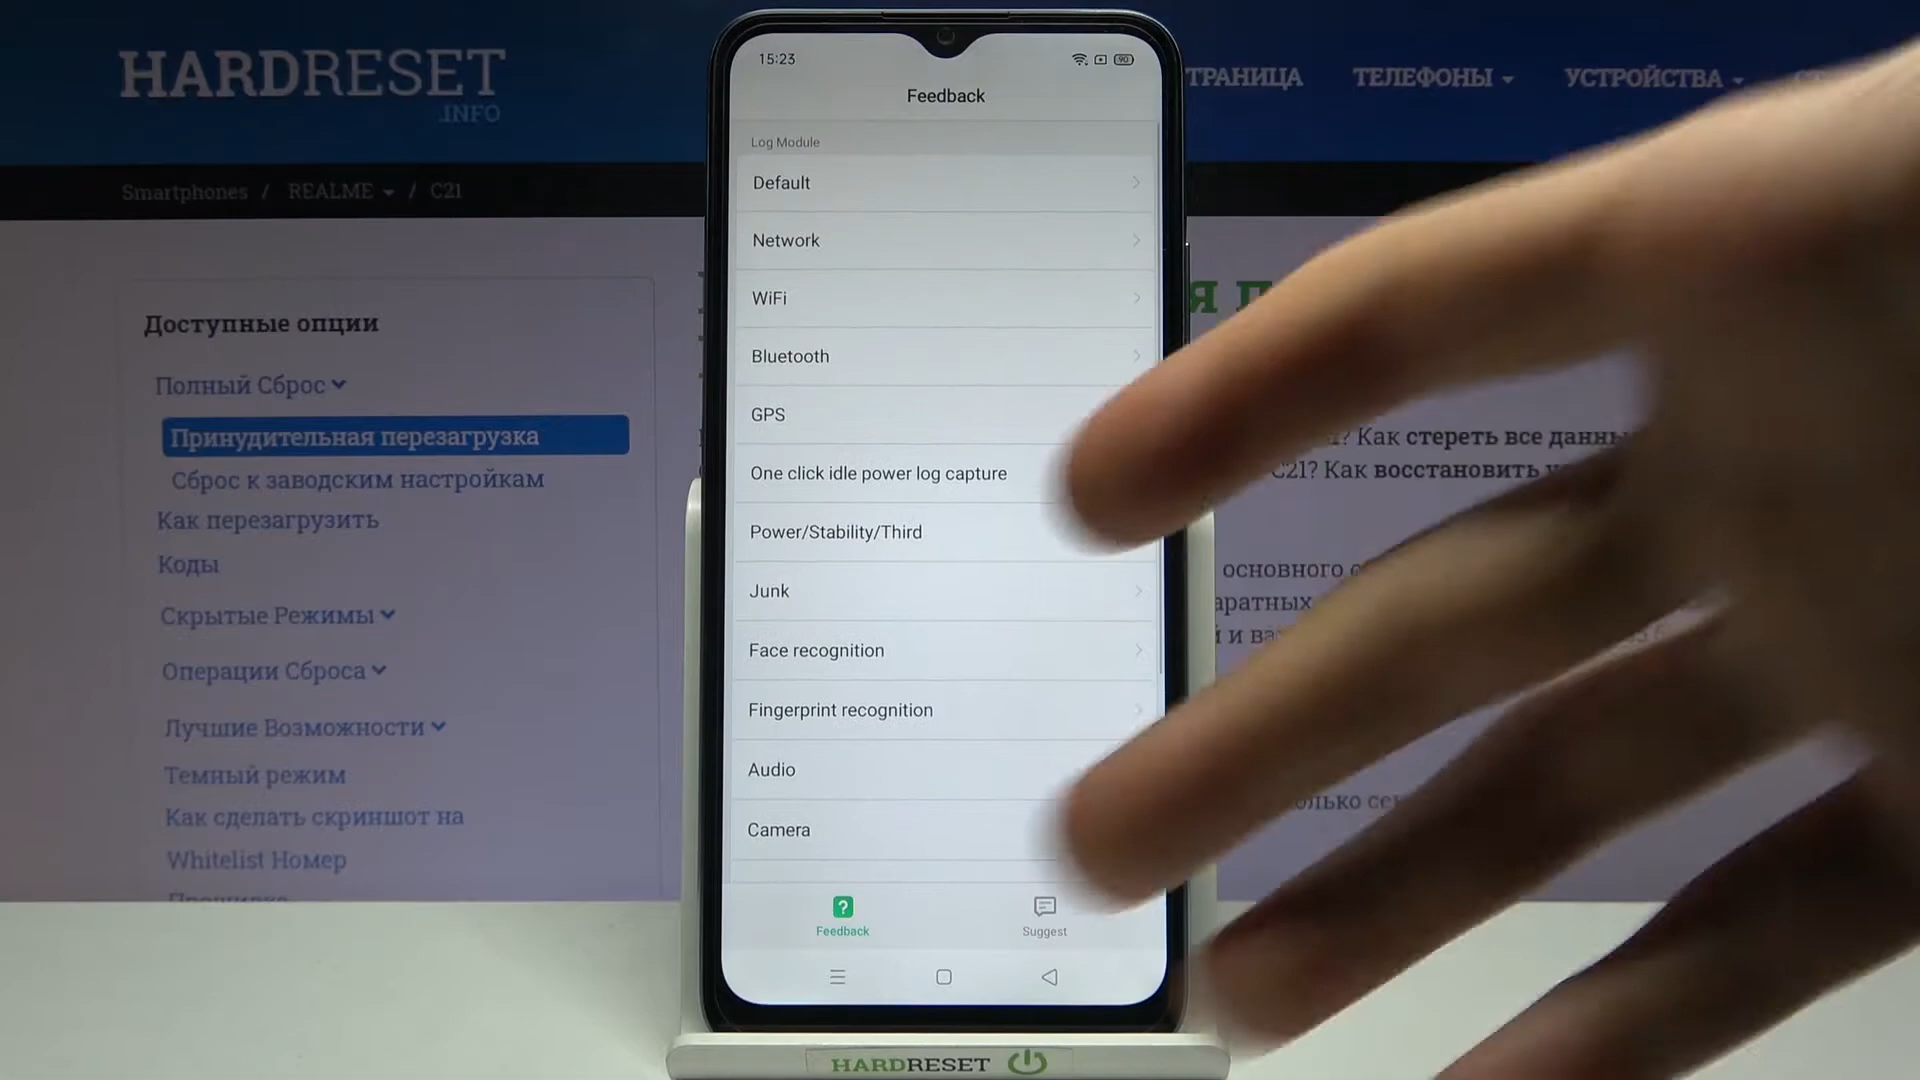 HARDRESET
.INFO
ТРАНИЦА
ТЕЛЕФОНЫ
УСТРОЙСТВА
Smartphones / REALME / C21
Доступные опции
Полный Сброс
Принудительная перезагрузка
Сброс к заводским настройкам
Как перезагрузить
Коды
Скрытые Режимы
Операции Сброса
Лучшие Возможности
Темный режим
Как сделать скриншот на
Whitelist Номер
15:23
90
Feedback
Log Module
Default
Network
WiFi
Bluetooth
GPS
One click idle power log capture
Power/Stability/Third
Junk
Face recognition
Fingerprint recognition
Audio
Camera
Feedback
Suggest
я п
? Как стереть все данны
C21? Как восстановить
основного
аратных
й и
олько сек
HARDRESET